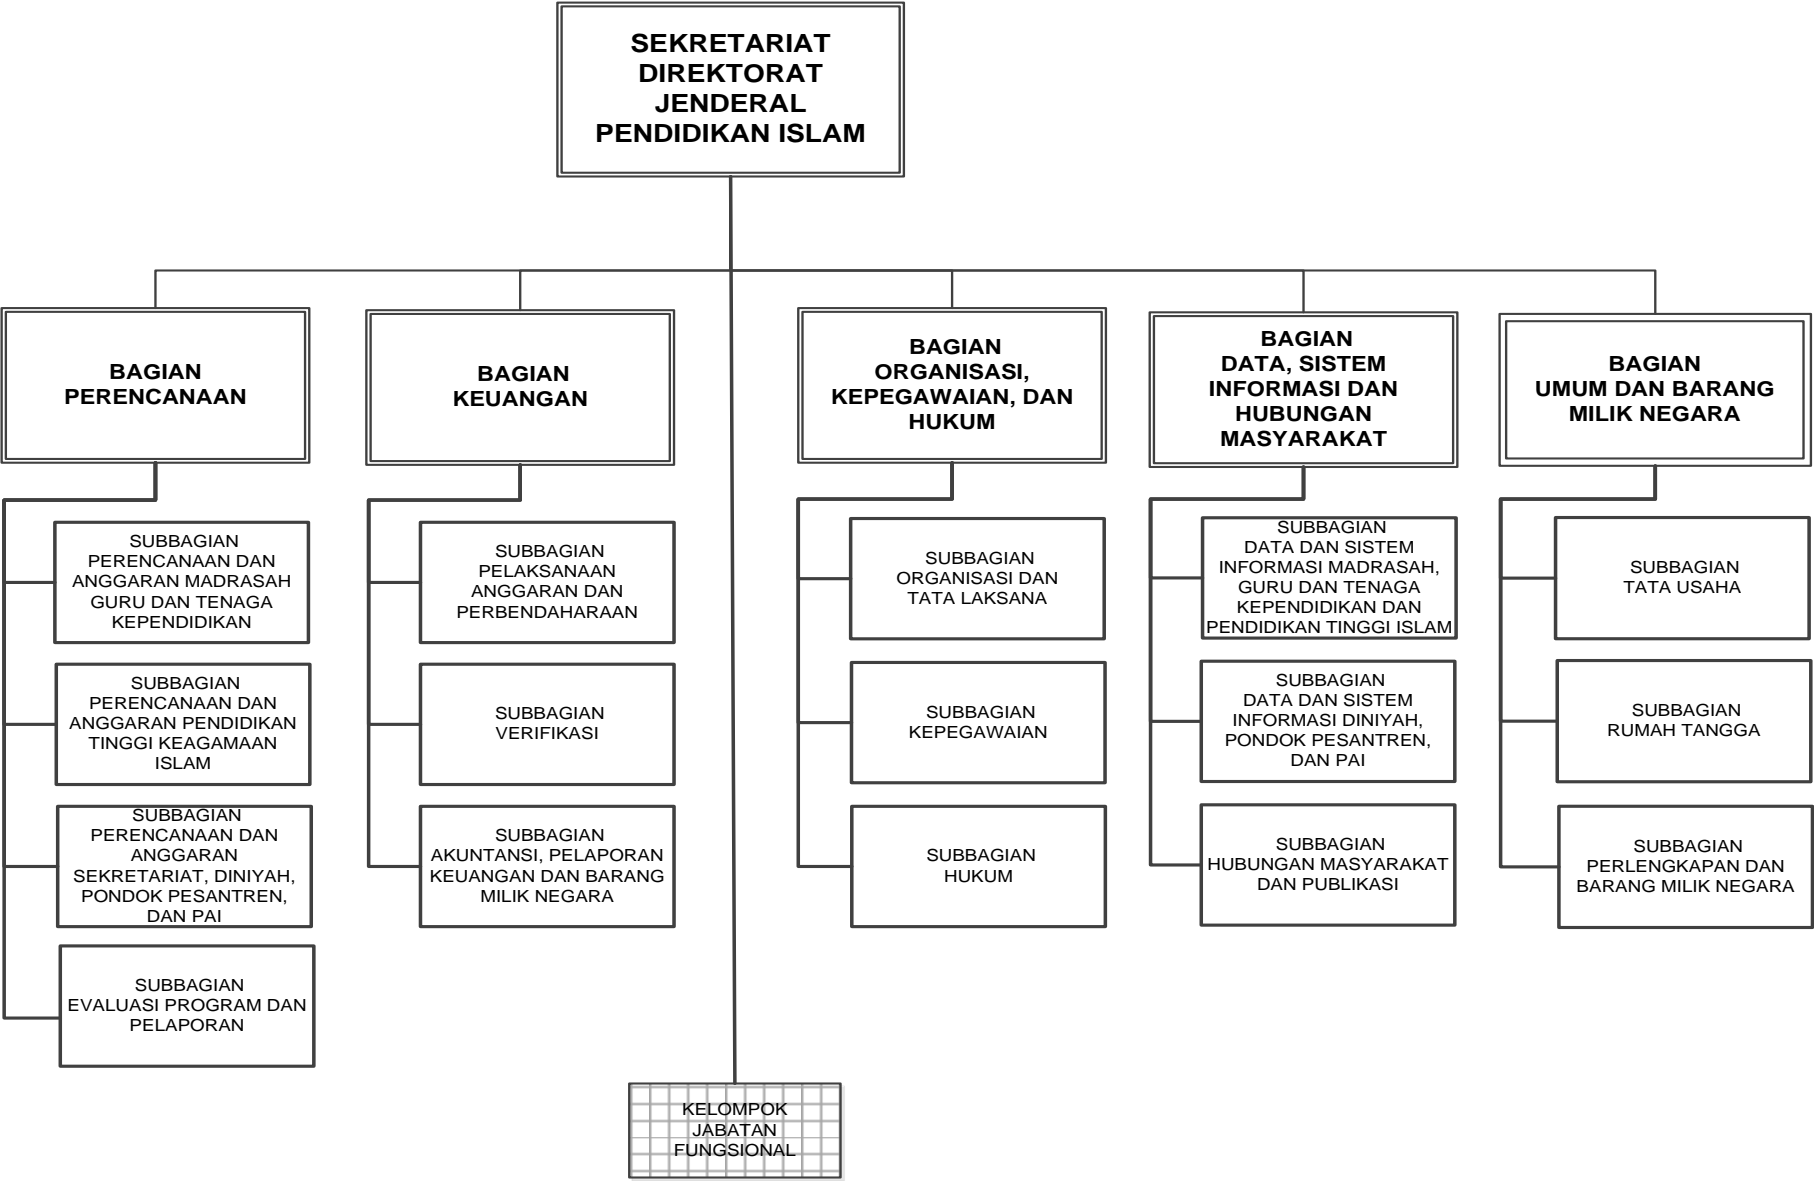 SEKRETARIAT
DIREKTORAT
JENDERAL
PENDIDIKAN ISLAM
BAGIAN
PERENCANAAN
BAGIAN
KEUANGAN
BAGIAN
ORGANISASI,
KEPEGAWAIAN, DAN
HUKUM
BAGIAN
DATA, SISTEM
INFORMASI DAN
HUBUNGAN
MASYARAKAT
BAGIAN
UMUM DAN BARANG
MILIK NEGARA
SUBBAGIAN
PERENCANAAN DAN
ANGGARAN MADRASAH
GURU DAN TENAGA
KEPENDIDIKAN
SUBBAGIAN
PERENCANAAN DAN
ANGGARAN PENDIDIKAN
TINGGI KEAGAMAAN
ISLAM
SUBBAGIAN
PERENCANAAN DAN
ANGGARAN
SEKRETARIAT, DINIYAH,
PONDOK PESANTREN,
DAN PAI
SUBBAGIAN
EVALUASI PROGRAM DAN
PELAPORAN
SUBBAGIAN
PELAKSANAAN
ANGGARAN DAN
PERBENDAHARAAN
SUBBAGIAN
VERIFIKASI
SUBBAGIAN
AKUNTANSI, PELAPORAN
KEUANGAN DAN BARANG
MILIK NEGARA
SUBBAGIAN
ORGANISASI DAN
TATA LAKSANA
SUBBAGIAN
KEPEGAWAIAN
SUBBAGIAN
HUKUM
SUBBAGIAN
DATA DAN SISTEM
INFORMASI MADRASAH,
GURU DAN TENAGA
KEPENDIDIKAN DAN
PENDIDIKAN TINGGI ISLAM
SUBBAGIAN
DATA DAN SISTEM
INFORMASI DINIYAH,
PONDOK PESANTREN,
DAN PAI
SUBBAGIAN
HUBUNGAN MASYARAKAT
DAN PUBLIKASI
SUBBAGIAN
TATA USAHA
SUBBAGIAN
RUMAH TANGGA
SUBBAGIAN
PERLENGKAPAN DAN
BARANG MILIK NEGARA
KELOMPOK
JABATAN
FUNGSIONAL